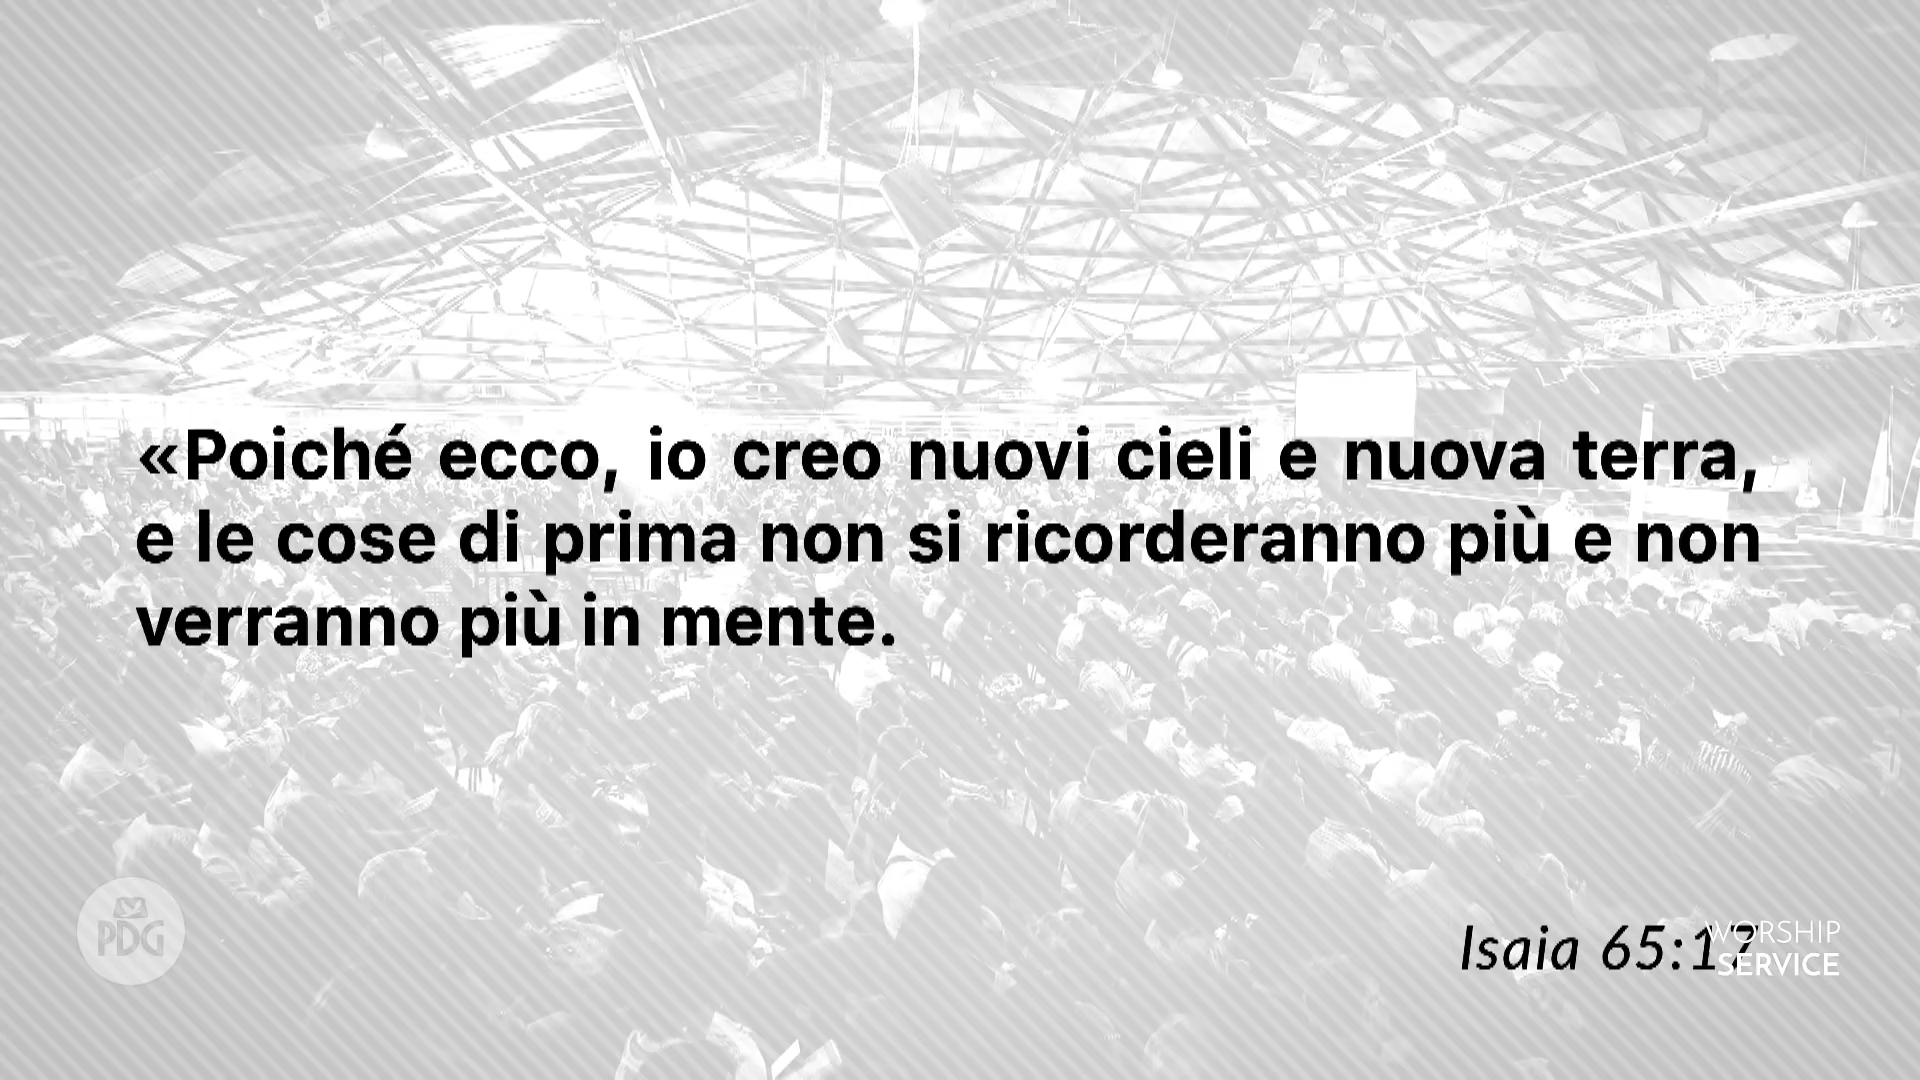 «Poiché ecco, io creo nuovi cieli e nuova terra,
e le cose di prima non si ricorderanno più e non
verranno più in mente.
PDG
Isaia 65:17
WORSHIP
SERVICE